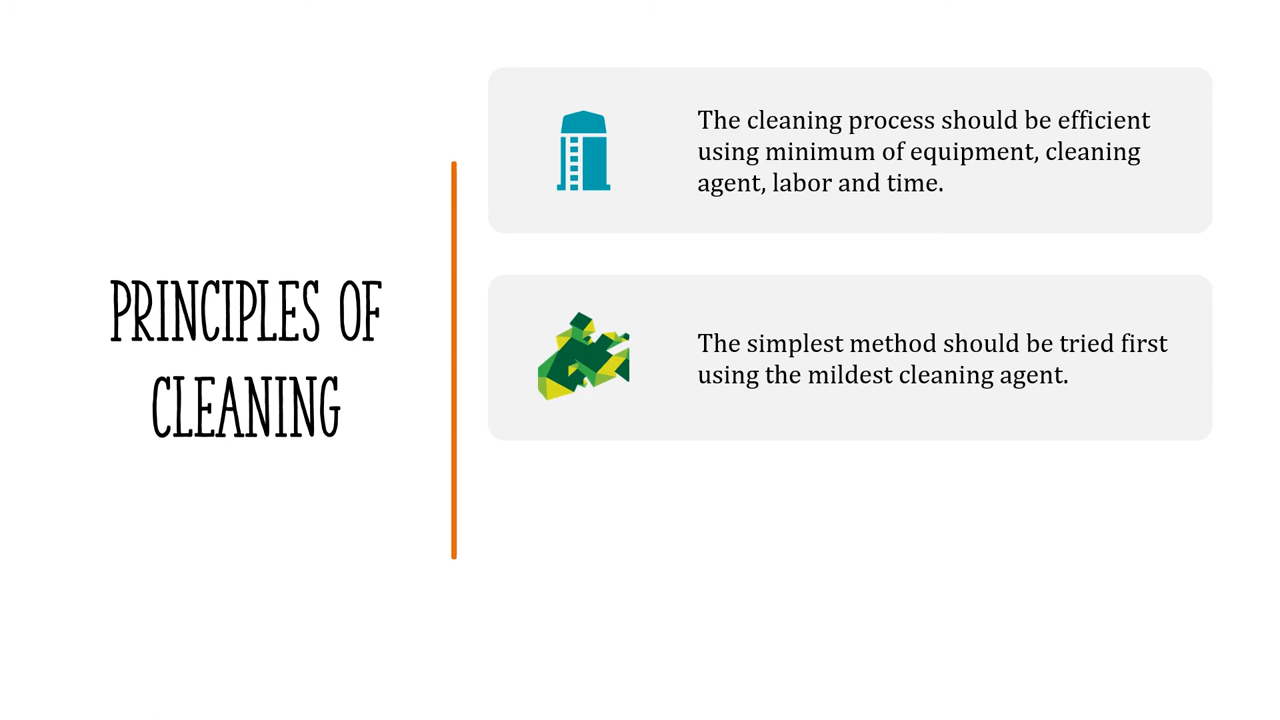 PRINCIPLES OF
CLEANING
The cleaning process should be efficient
using minimum of equipment, cleaning
agent, labor and time.
The simplest method should be tried first
using the mildest cleaning agent.